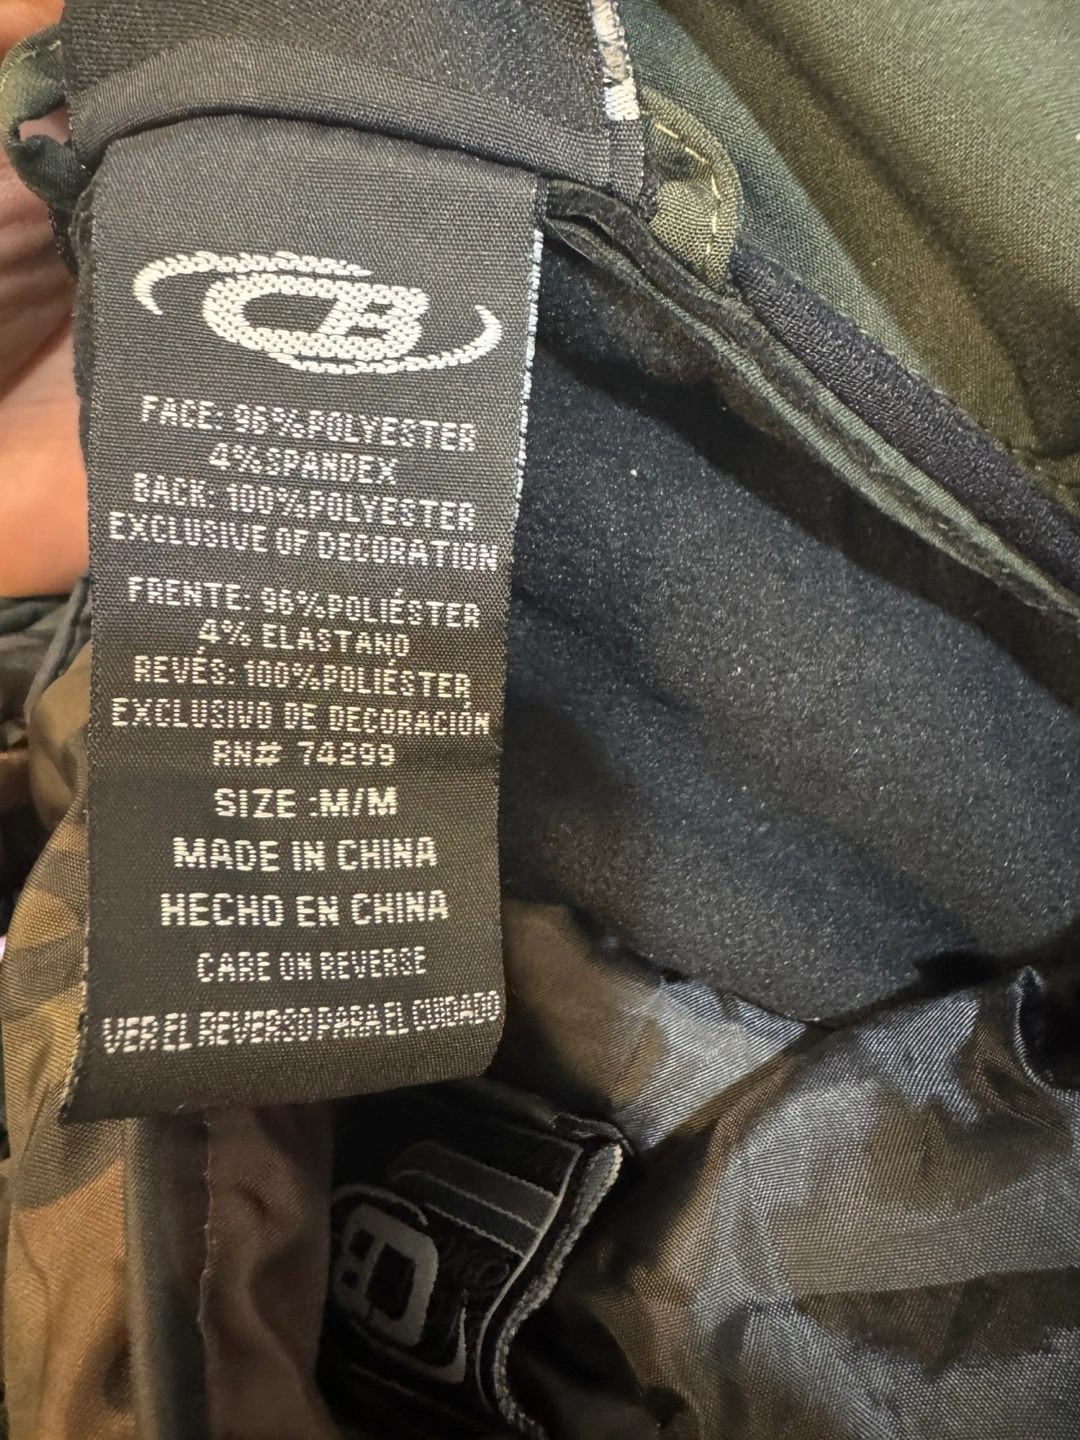 CB
FACE: 96%POLYESTER
4%SPANDEX
BACK: 100%POLYESTER
EXCLUSIVE OF DECORATION
FRENTE: 96%POLIÉSTER
4% ELASTANO
REVÉS: 100%POLIÉSTER
EXCLUSIVO DE DECORACIÓN
RN# 74299
SIZE :M/M
MADE IN CHINA
HECHO EN CHINA
CARE ON REVERSE
VER EL REVERSO PARA EL CUIDADO
CB